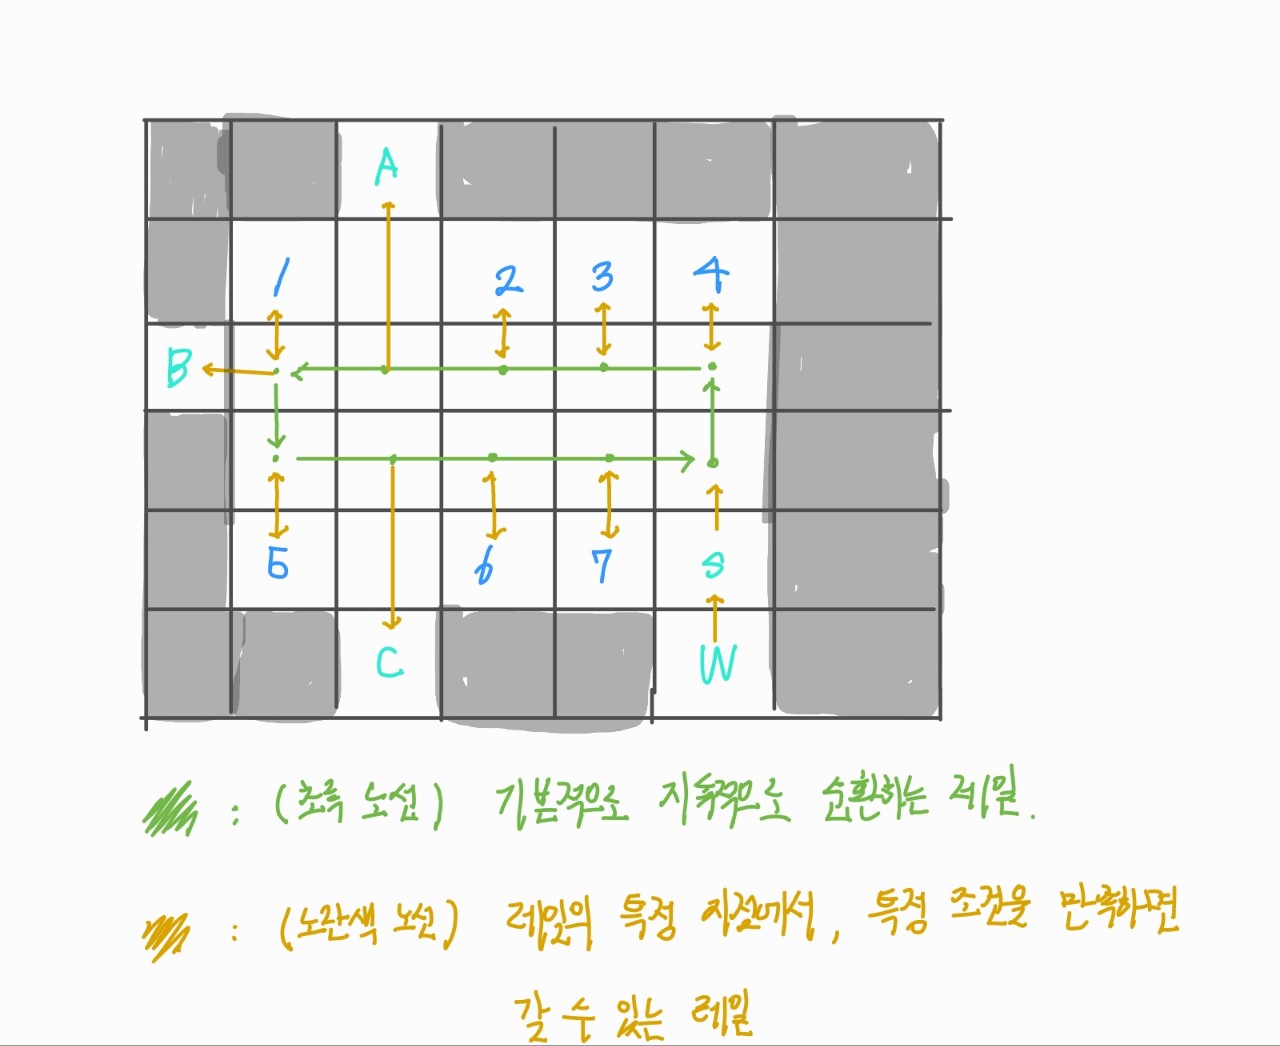 A
1 2 3 4
B
5 6 7 S
C W
: (초록 노선) 기본적으로 지속적으로 순환하는 레일.
: (노란색 노선) 레일의 특정 지점에서, 특정 조건을 만족하면
갈 수 있는 레일